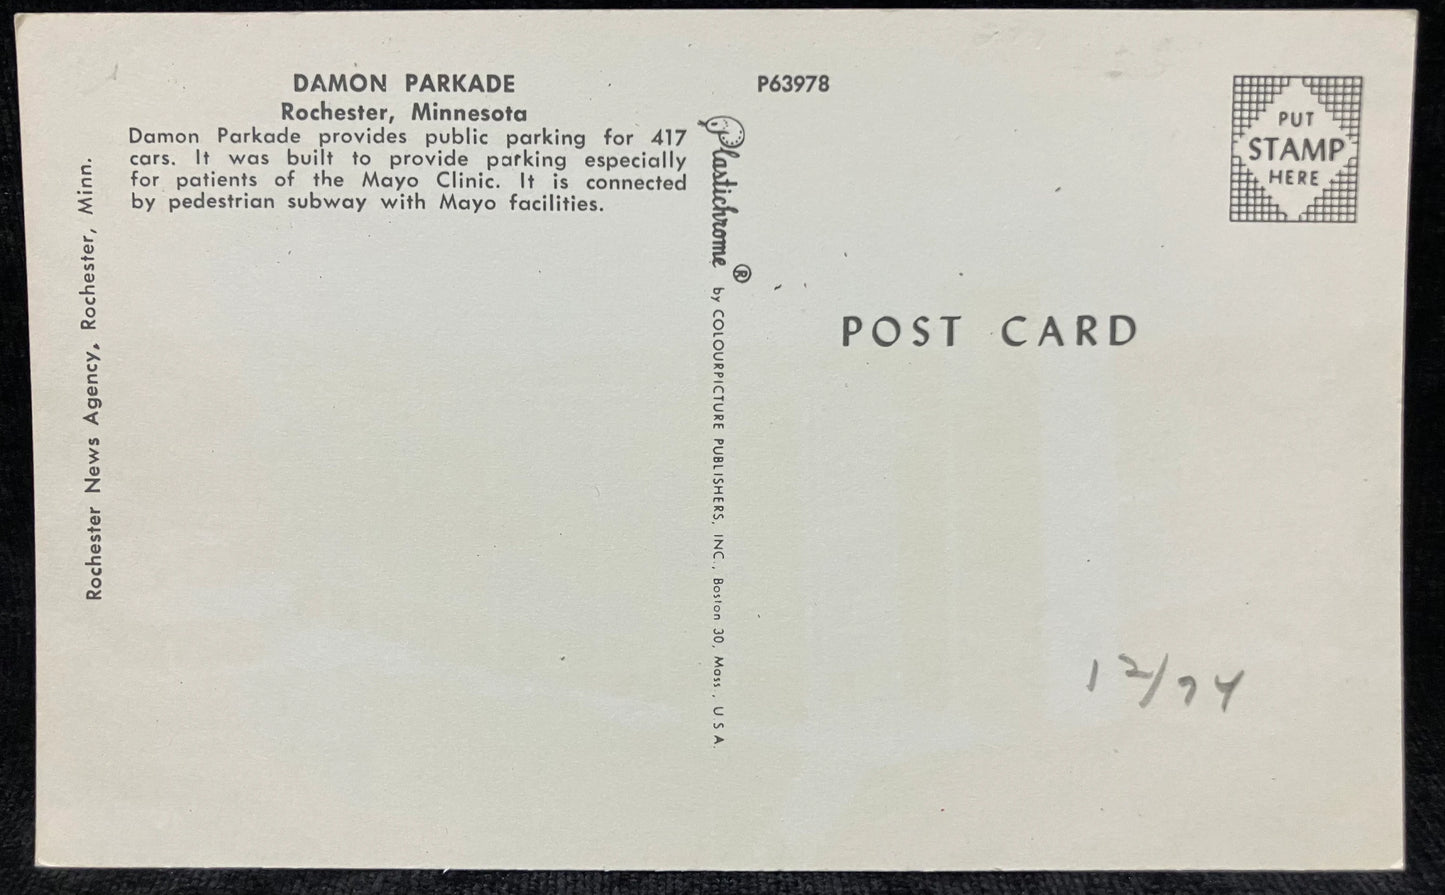 DAMON PARKADE
Rochester, Minnesota
Damon Parkade provides public parking for 417
cars. It was built to provide parking especially
for patients of the Mayo Clinic. It is connected
by pedestrian subway with Mayo facilities.
Rochester News Agency, Rochester, Minn.
P63978
Plastichrome ® by COLOURPICTURE PUBLISHERS, INC., Boston 30, Mass., U S A.
PUT
STAMP
HERE
POST CARD
12/74